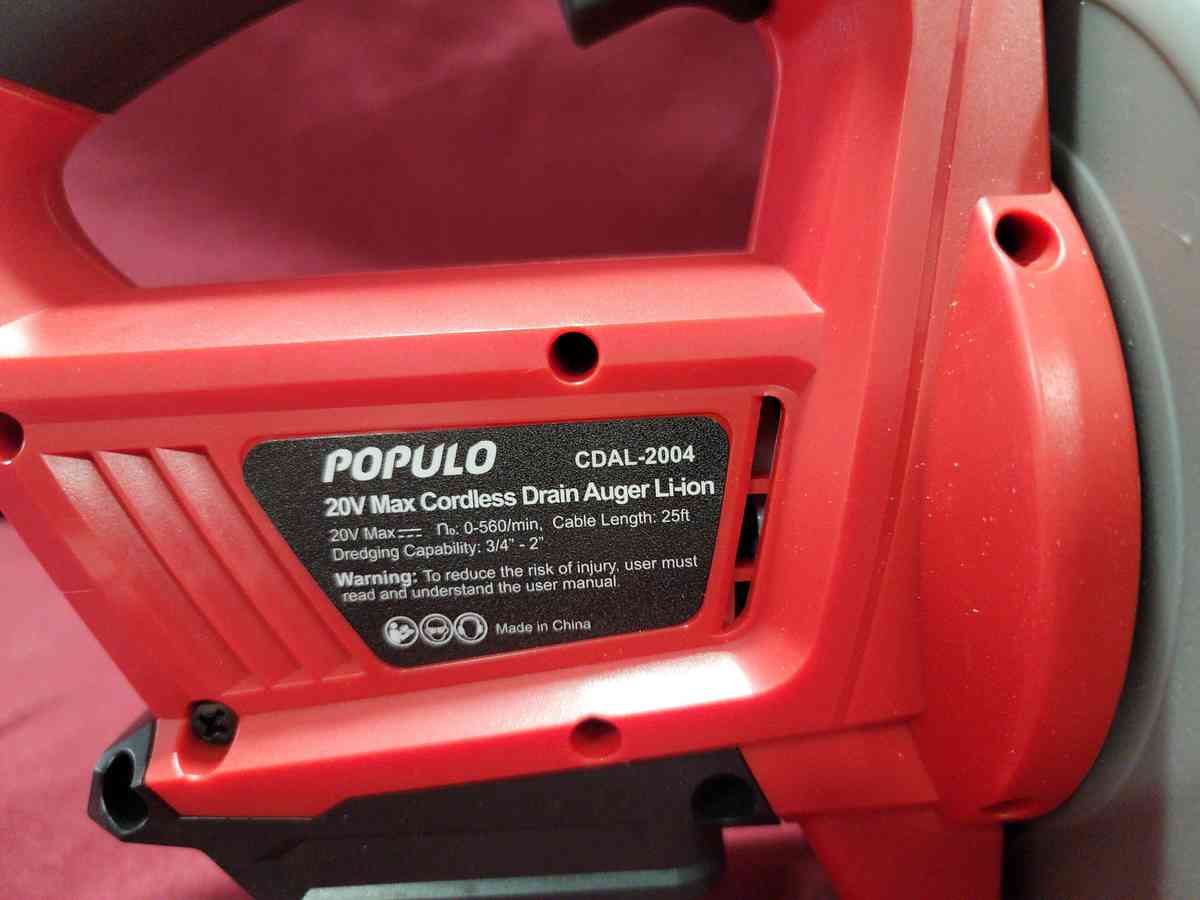 POPULO CDAL-2004
20V Max Cordless Drain Auger Li-ion
20V Max⎓ n₀: 0-560/min, Cable Length: 25ft
Dredging Capability: 3/4" - 2"
Warning: To reduce the risk of injury, user must
read and understand the user manual.
Made in China